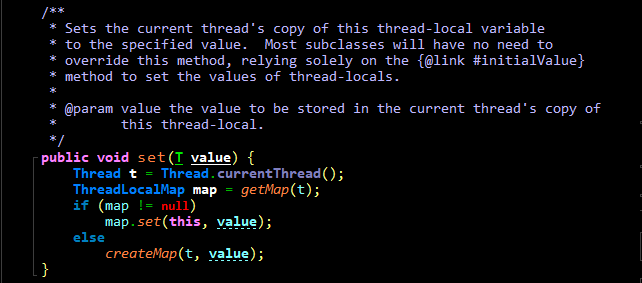 /**
 * Sets the current thread's copy of this thread-local variable
 * to the specified value.  Most subclasses will have no need to
 * override this method, relying solely on the {@link #initialValue}
 * method to set the values of thread-locals.
 *
 * @param value the value to be stored in the current thread's copy of
 *        this thread-local.
 */
public void set(T value) {
    Thread t = Thread.currentThread();
    ThreadLocalMap map = getMap(t);
    if (map != null)
        map.set(this, value);
    else
        createMap(t, value);
}